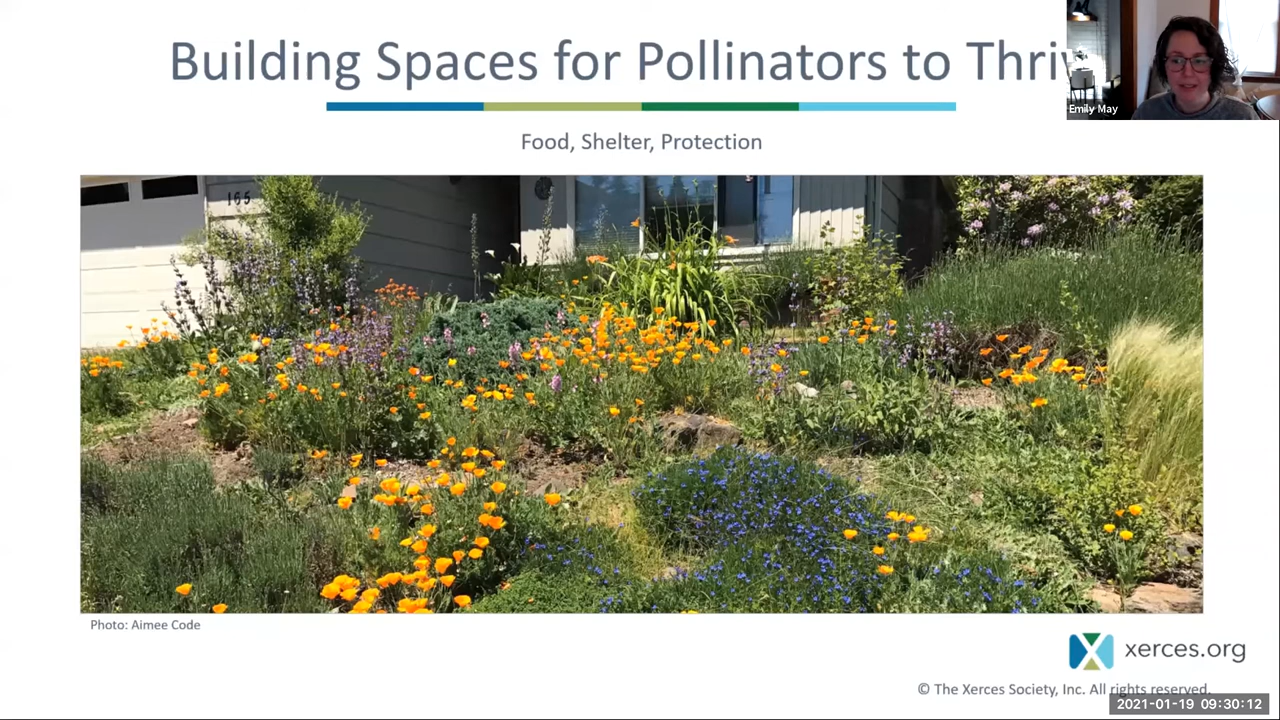 Building Spaces for Pollinators to Thriv
Emily May
Food, Shelter, Protection
165
Photo: Aimee Code
xerces.org
© The Xerces Society, Inc. All rights reserved.
2021-01-19 09:30:12